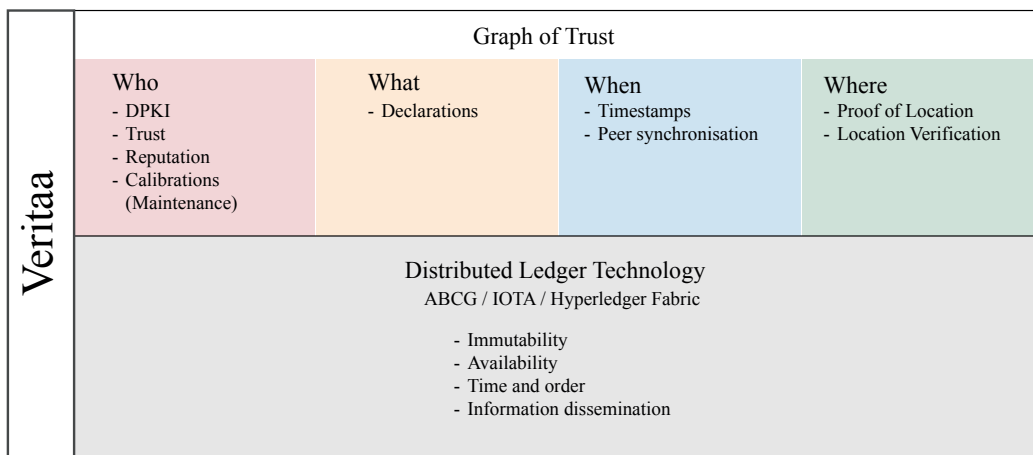 Veritaa
Graph of Trust
Who
- DPKI
- Trust
- Reputation
- Calibrations
(Maintenance)
What
- Declarations
When
- Timestamps
- Peer synchronisation
Where
- Proof of Location
- Location Verification
Distributed Ledger Technology
ABCG / IOTA / Hyperledger Fabric
- Immutability
- Availability
- Time and order
- Information dissemination